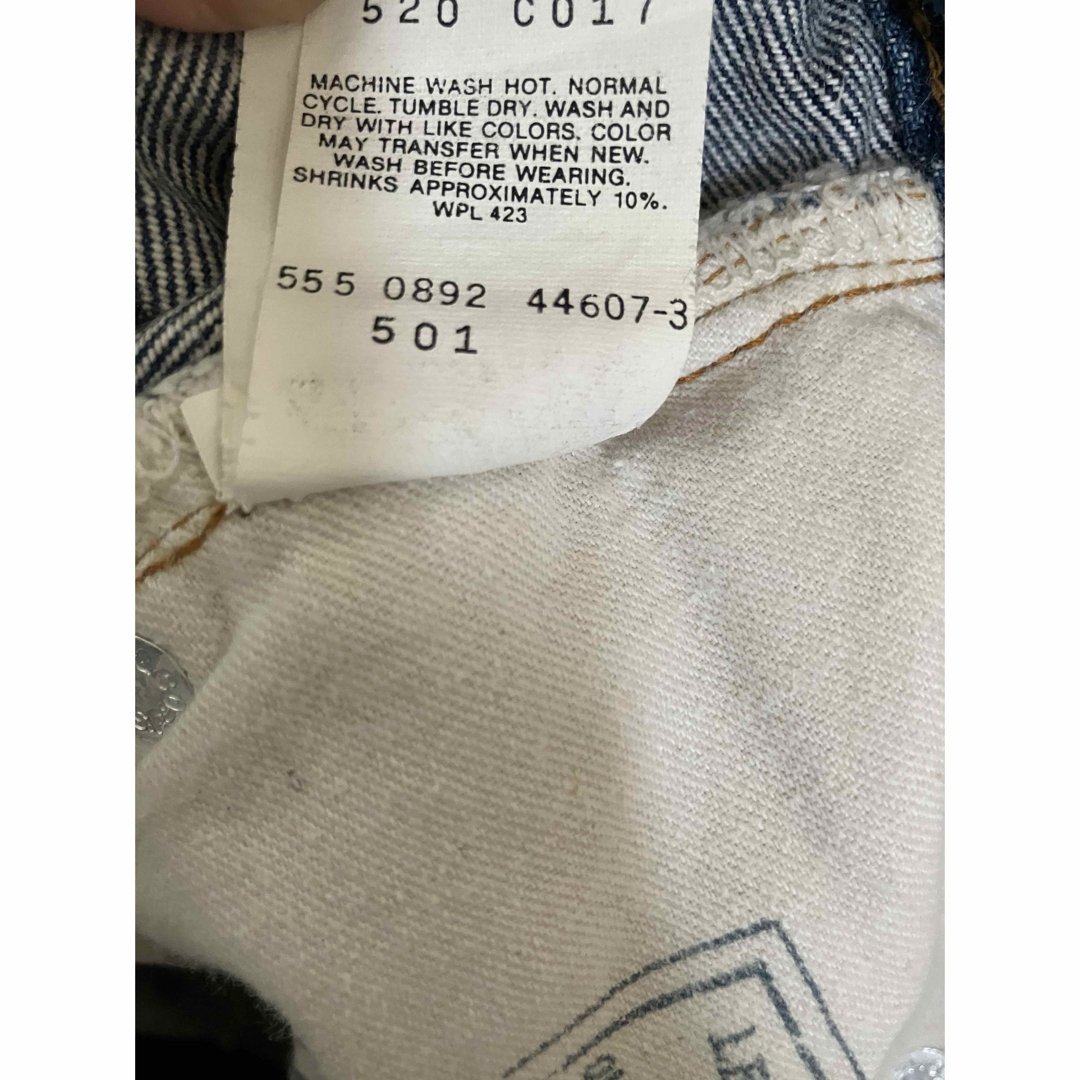 520 C017
MACHINE WASH HOT. NORMAL
CYCLE. TUMBLE DRY. WASH AND
DRY WITH LIKE COLORS. COLOR
MAY TRANSFER WHEN NEW.
WASH BEFORE WEARING.
SHRINKS APPROXIMATELY 10%.
WPL 423
555 0892 44607-3
501